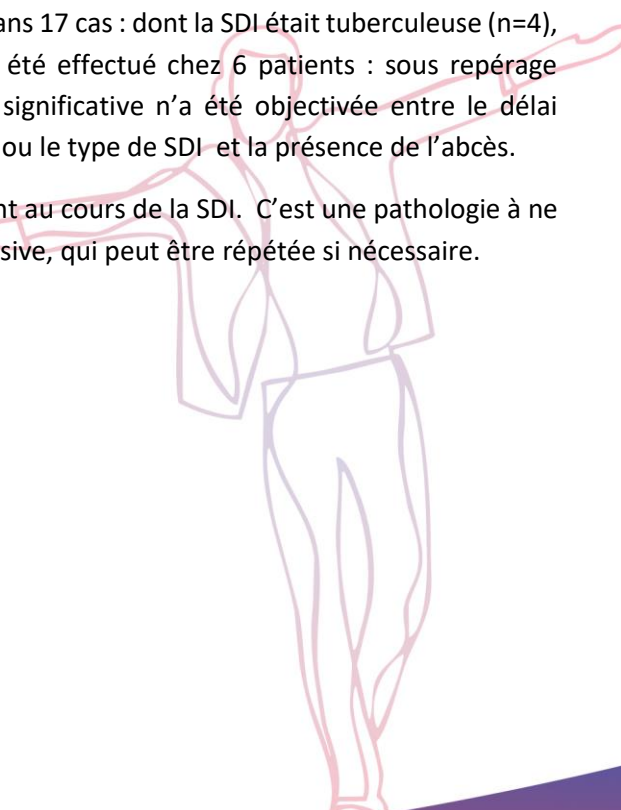 ans 17 cas : dont la SDI était tuberculeuse (n=4),
été effectué chez 6 patients : sous repérage
significative n’a été objectivée entre le délai
ou le type de SDI et la présence de l’abcès.
nt au cours de la SDI. C’est une pathologie à ne
sive, qui peut être répétée si nécessaire.